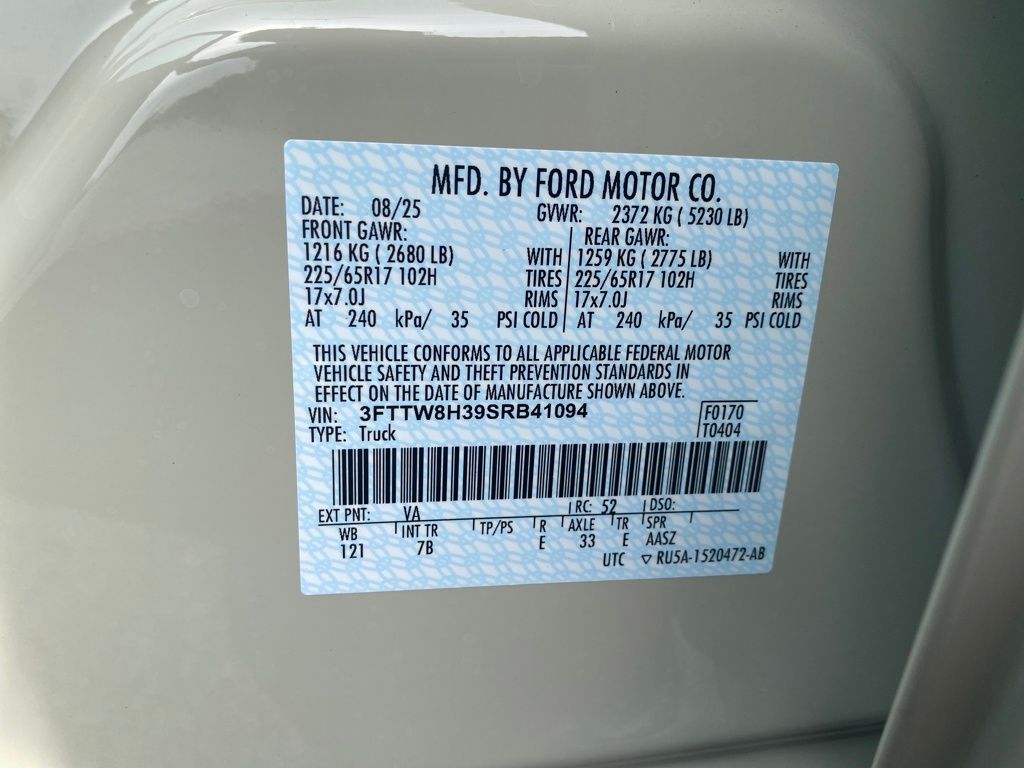 MFD. BY FORD MOTOR CO.
DATE: 08/25 GVWR: 2372 KG ( 5230 LB)
FRONT GAWR: REAR GAWR:
1216 KG ( 2680 LB) WITH 1259 KG ( 2775 LB) WITH
225/65R17 102H TIRES 225/65R17 102H TIRES
17x7.0J RIMS 17x7.0J RIMS
AT 240 kPa/ 35 PSI COLD AT 240 kPa/ 35 PSI COLD
THIS VEHICLE CONFORMS TO ALL APPLICABLE FEDERAL MOTOR
VEHICLE SAFETY AND THEFT PREVENTION STANDARDS IN
EFFECT ON THE DATE OF MANUFACTURE SHOWN ABOVE.
VIN: 3FTTW8H39SRB41094 F0170
TYPE: Truck T0404
EXT PNT: VA RC: 52 DSO:
WB INT TR TP/PS R AXLE TR SPR
121 7B E 33 E AASZ
UTC ▽ RU5A-1520472-AB